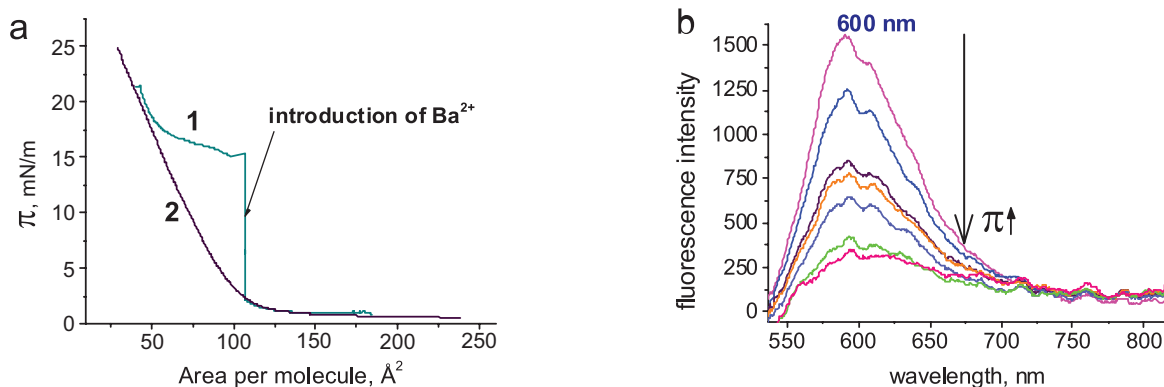 a
π, mN/m
25
20
15
10
5
0
1
2
introduction of Ba²⁺
50
100
150
200
250
Area per molecule, Å²
b
600 nm
fluorescence intensity
1500
1250
1000
750
500
250
0
π↑
550
600
650
700
750
800
wavelength, nm